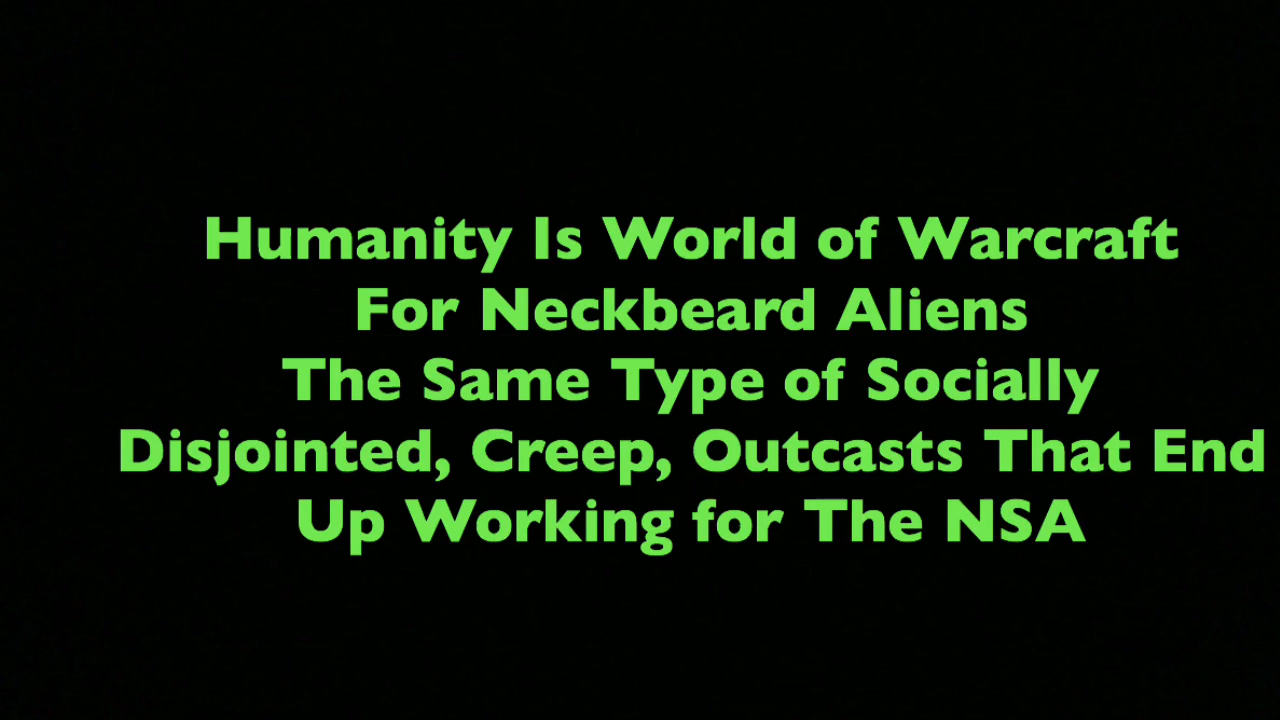 Humanity Is World of Warcraft
For Neckbeard Aliens
The Same Type of Socially
Disjointed, Creep, Outcasts That End
Up Working for The NSA